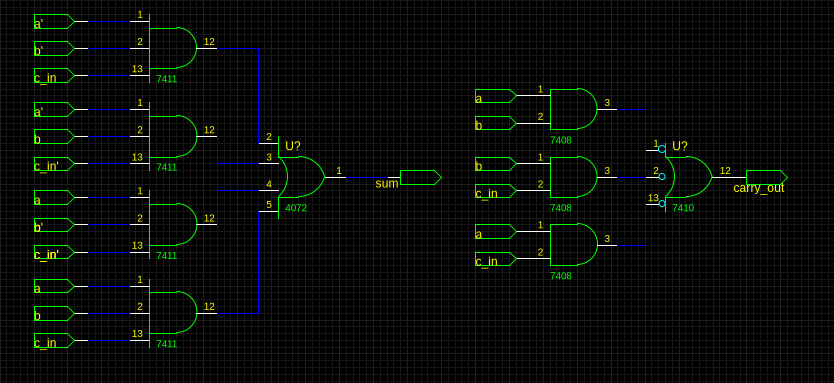 a' 1
b' 2 12
c_in 13
7411
a' 1
b 2 12
c_in' 13
7411
a 1
b' 2 12
c_in' 13
7411
a 1
b 2 12
c_in 13
7411
U?
2
3
4
5
1
4072
sum
a 1
b 2
3
7408
b 1
c_in 2
3
7408
a 1
c_in 2
3
7408
U?
1
2
13
12
7410
carry_out